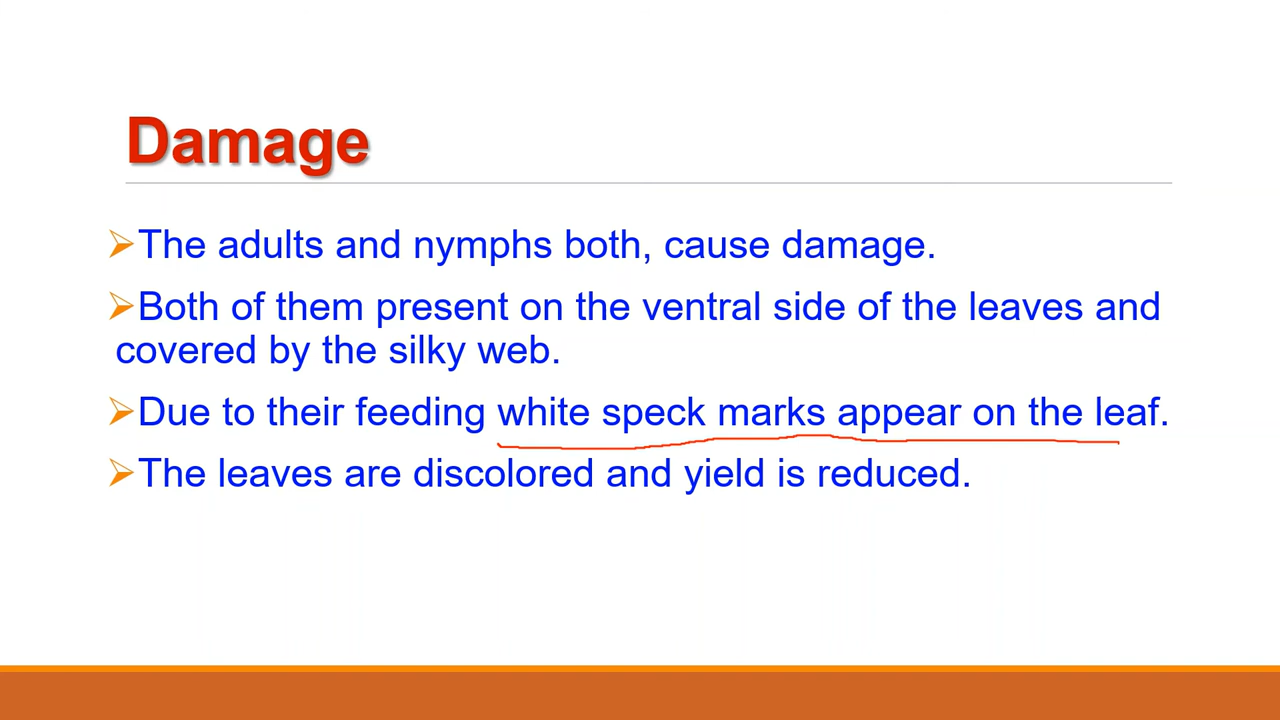 Damage
➢The adults and nymphs both, cause damage.
➢Both of them present on the ventral side of the leaves and
covered by the silky web.
➢Due to their feeding white speck marks appear on the leaf.
➢The leaves are discolored and yield is reduced.